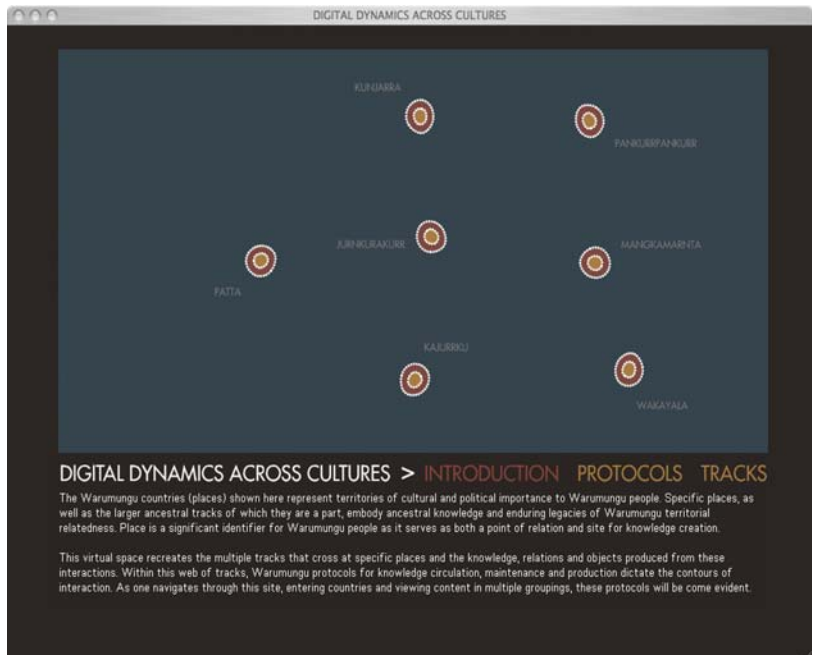 DIGITAL DYNAMICS ACROSS CULTURES
KUNJARRA
PANKURRPANKURR
JURNKURAKURR
MANGKAMARNTA
PATTA
KAJURRKU
WAKAYALA
DIGITAL DYNAMICS ACROSS CULTURES > INTRODUCTION PROTOCOLS TRACKS
The Warumungu countries (places) shown here represent territories of cultural and political importance to Warumungu people. Specific places, as
well as the larger ancestral tracks of which they are a part, embody ancestral knowledge and enduring legacies of Warumungu territorial
relatedness. Place is a significant identifier for Warumungu people as it serves as both a point of relation and site for knowledge creation.
This virtual space recreates the multiple tracks that cross at specific places and the knowledge, relations and objects produced from these
interactions. Within this web of tracks, Warumungu protocols for knowledge circulation, maintenance and production dictate the contours of
interaction. As one navigates through this site, entering countries and viewing content in multiple groupings, these protocols will be come evident.